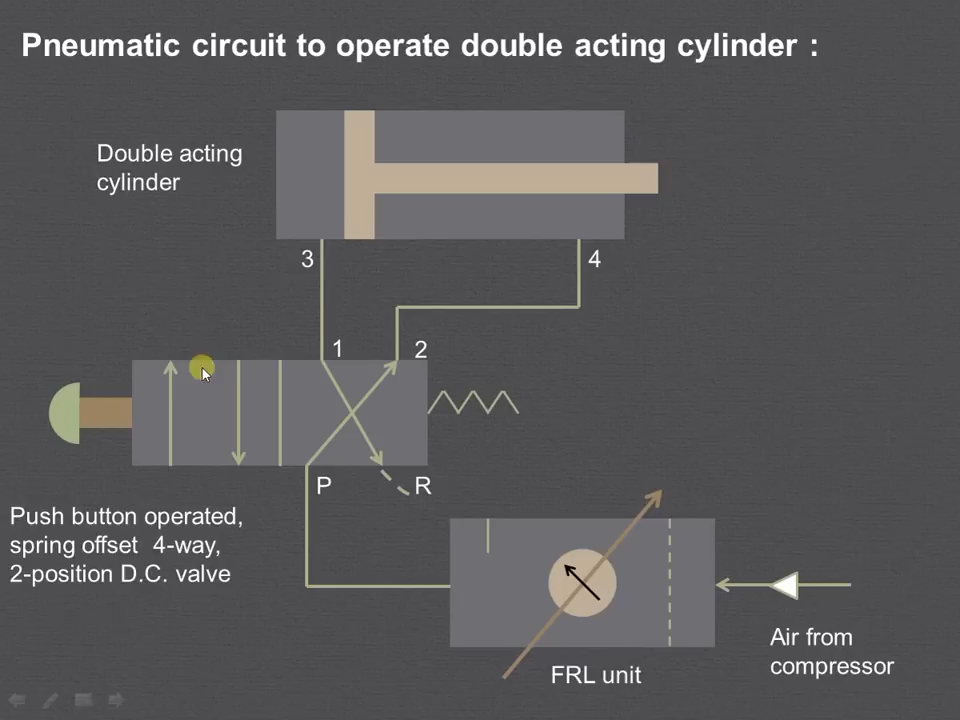 Pneumatic circuit to operate double acting cylinder :
Double acting
cylinder
3
4
1
2
P
R
Push button operated,
spring offset 4-way,
2-position D.C. valve
Air from
compressor
FRL unit